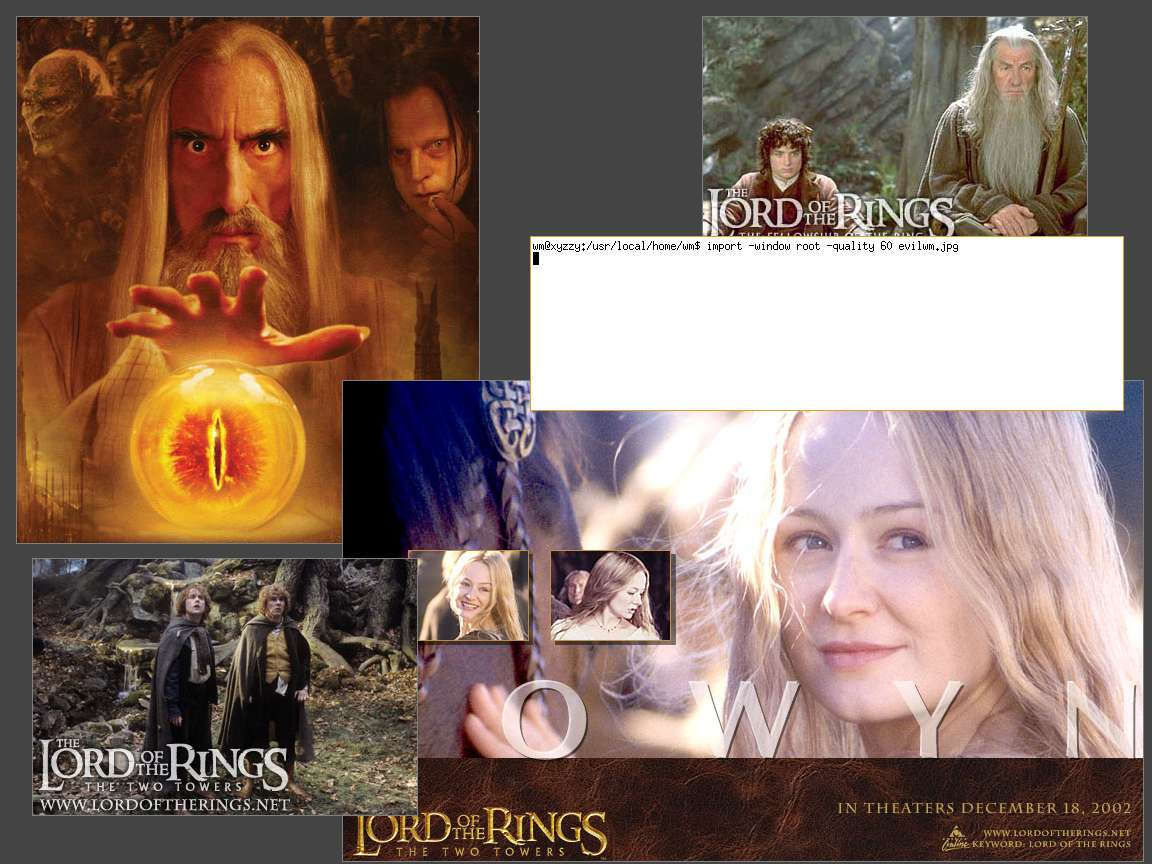 THE
LORD OF THE RINGS
THE FELLOWSHIP OF THE RING
wm@xyzzy:/usr/local/home/wm$ import -window root -quality 60 evilwm.jpg
O W Y N
THE
LORD OF THE RINGS
THE TWO TOWERS
WWW.LORDOFTHERINGS.NET
LORD OF THE RINGS
THE TWO TOWERS
IN THEATERS DECEMBER 18, 2002
WWW.LORDOFTHERINGS.NET
KEYWORD: LORD OF THE RINGS